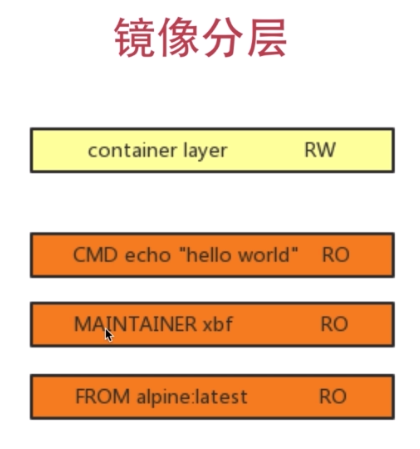 镜像分层
container layer RW
CMD echo "hello world" RO
MAINTAINER xbf RO
FROM alpine:latest RO